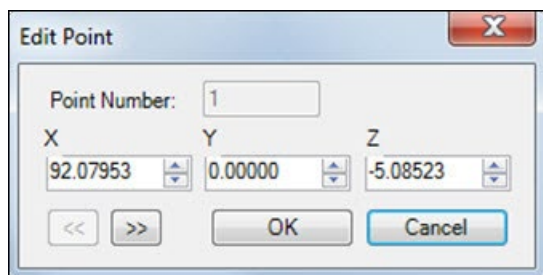 Edit Point X
Point Number: 1
X Y Z
92.07953 0.00000 -5.08523
<< >> OK Cancel